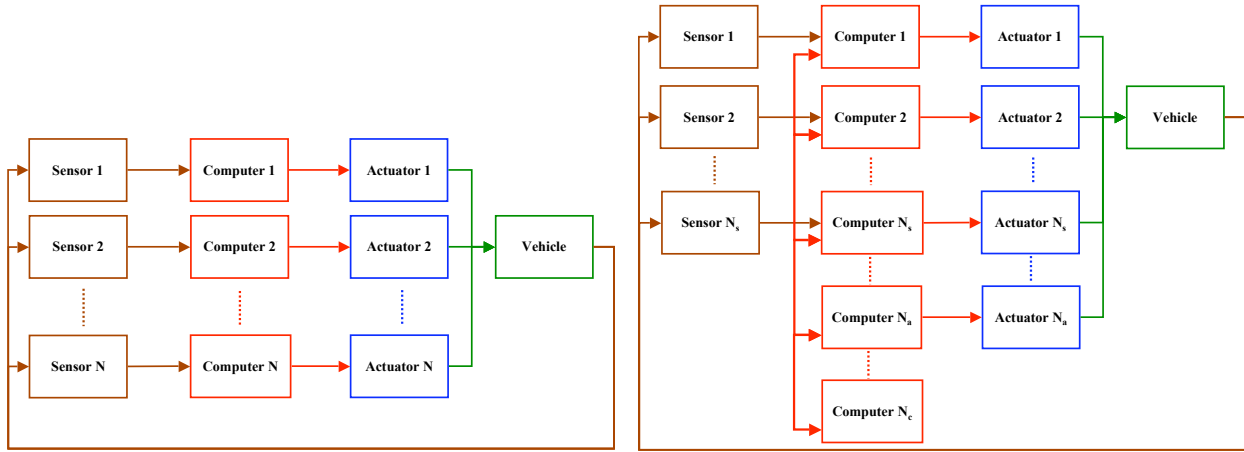 Sensor 1
Computer 1
Actuator 1
Sensor 2
Computer 2
Actuator 2
Vehicle
Sensor N
Computer N
Actuator N
Sensor 1
Computer 1
Actuator 1
Sensor 2
Computer 2
Actuator 2
Vehicle
Sensor Nₛ
Computer Nₛ
Actuator Nₛ
Computer Nₐ
Actuator Nₐ
Computer N꜀